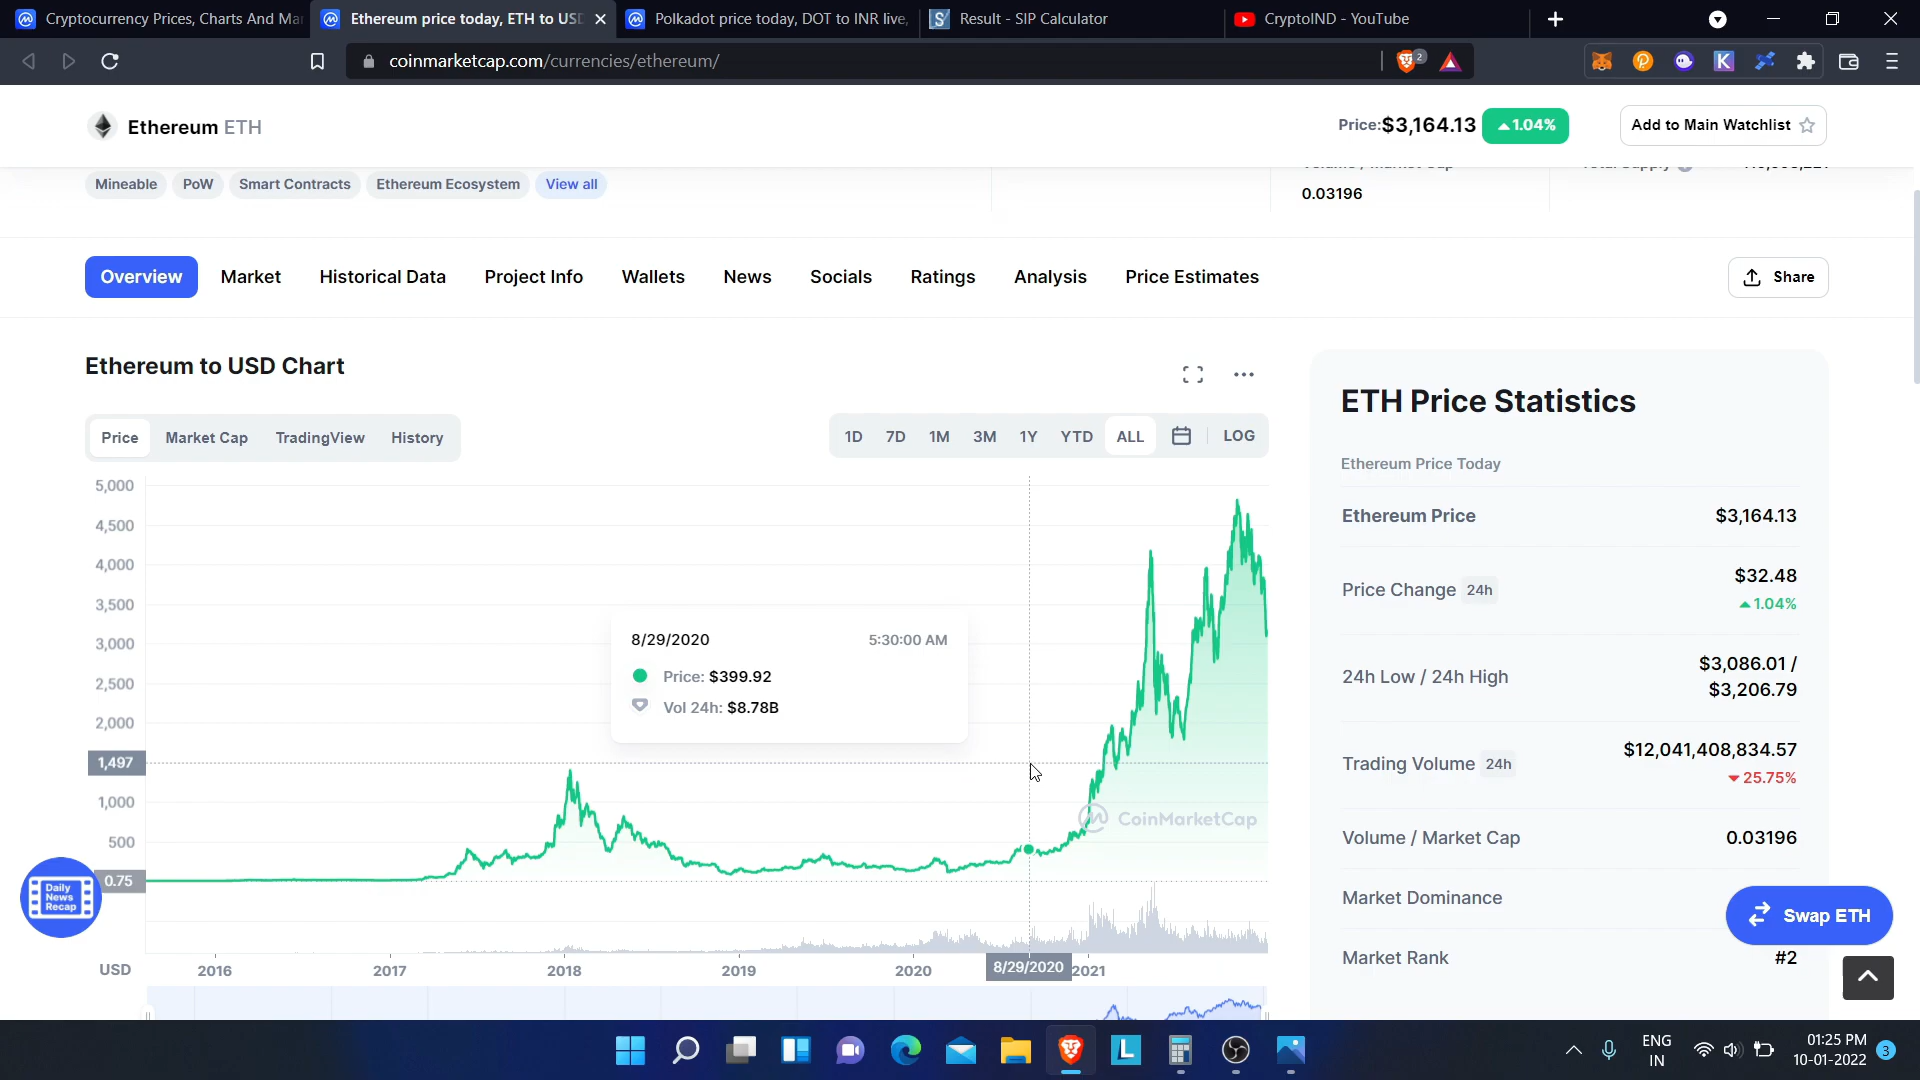 Cryptocurrency Prices, Charts And Ma
Ethereum price today, ETH to USD
Polkadot price today, DOT to INR live,
Result - SIP Calculator
CryptoIND - YouTube
coinmarketcap.com/currencies/ethereum/
2
Ethereum ETH
Price:$3,164.13
1.04%
Add to Main Watchlist
Mineable
PoW
Smart Contracts
Ethereum Ecosystem
View all
0.03196
Overview
Market
Historical Data
Project Info
Wallets
News
Socials
Ratings
Analysis
Price Estimates
Share
Ethereum to USD Chart
Price
Market Cap
TradingView
History
1D
7D
1M
3M
1Y
YTD
ALL
LOG
5,000
4,500
4,000
3,500
3,000
2,500
2,000
1,497
1,000
500
0.75
8/29/2020
5:30:00 AM
Price: $399.92
Vol 24h: $8.78B
CoinMarketCap
USD
2016
2017
2018
2019
2020
8/29/2020
2021
Daily
News
Recap
ETH Price Statistics
Ethereum Price Today
Ethereum Price
$3,164.13
Price Change 24h
$32.48
1.04%
24h Low / 24h High
$3,086.01 /
$3,206.79
Trading Volume 24h
$12,041,408,834.57
25.75%
Volume / Market Cap
0.03196
Market Dominance
Swap ETH
Market Rank
#2
ENG
IN
01:25 PM
10-01-2022
3